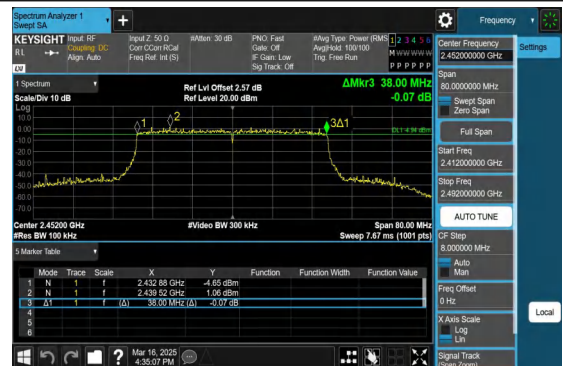 Spectrum Analyzer 1
Swept SA
Frequency
KEYSIGHT
Input: RF
Input Z: 50 Ω
#Atten: 30 dB
PNO: Fast
#Avg Type: Power (RMS
1 2 3 4 5 6
RL
Coupling: DC
Corr CCorr RCal
Gate: Off
Avg|Hold: 100/100
M W W W W W
Align: Auto
Freq Ref: Int (S)
IF Gain: Low
Trig: Free Run
Sig Track: Off
P P P P P P
LXI
1 Spectrum
Ref Lvl Offset 2.57 dB
ΔMkr3 38.00 MHz
Scale/Div 10 dB
Ref Level 20.00 dBm
-0.07 dB
Log
10.0
0.00
-10.0
-20.0
-30.0
-40.0
-50.0
-60.0
-70.0
1
2
3Δ1
DL1 -4.94 dBm
Center 2.45200 GHz
#Video BW 300 kHz
Span 80.00 MHz
#Res BW 100 kHz
Sweep 7.67 ms (1001 pts)
5 Marker Table
Mode Trace Scale X Y Function Function Width Function Value
1 N 1 f 2.432 88 GHz -4.65 dBm
2 N 1 f 2.439 52 GHz 1.06 dBm
3 Δ1 1 f (Δ) 38.00 MHz (Δ) -0.07 dB
4
5
6
Mar 16, 2025
4:35:07 PM
Center Frequency
2.452000000 GHz
Settings
Span
80.0000000 MHz
Swept Span
Zero Span
Full Span
Start Freq
2.412000000 GHz
Stop Freq
2.492000000 GHz
AUTO TUNE
CF Step
8.000000 MHz
Auto
Man
Freq Offset
0 Hz
X Axis Scale
Log
Lin
Local
Signal Track
(Span Zoom)